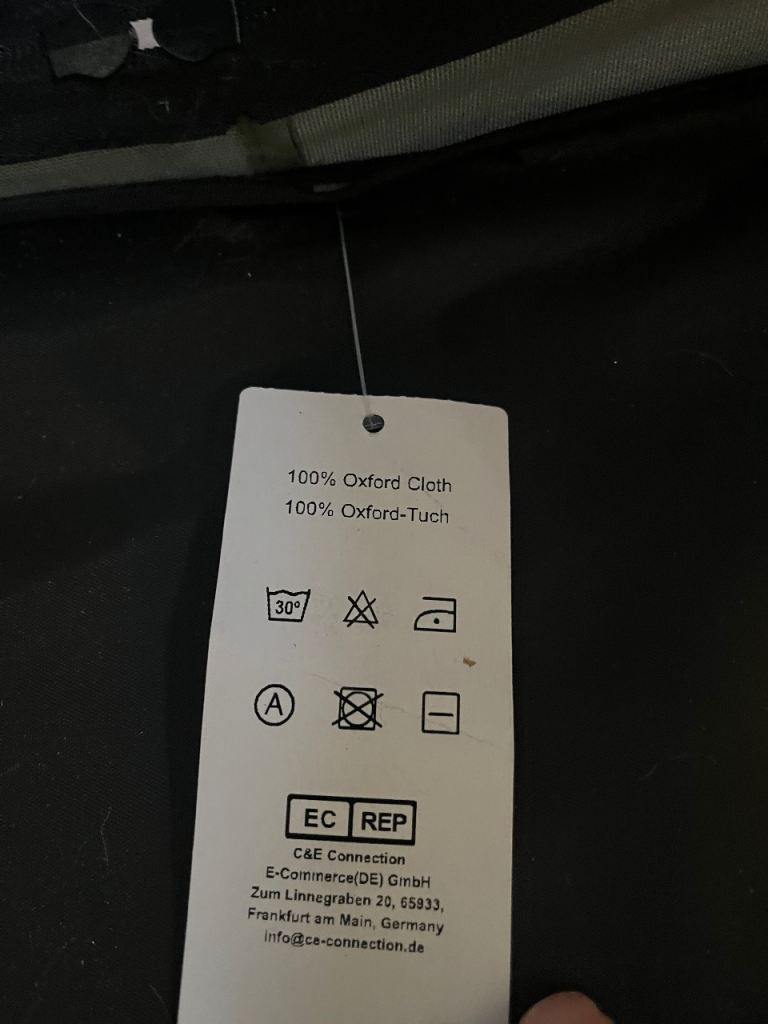 100% Oxford Cloth
100% Oxford-Tuch
30°
A
EC REP
C&E Connection
E-Commerce(DE) GmbH
Zum Linnegraben 20, 65933,
Frankfurt am Main, Germany
info@ce-connection.de